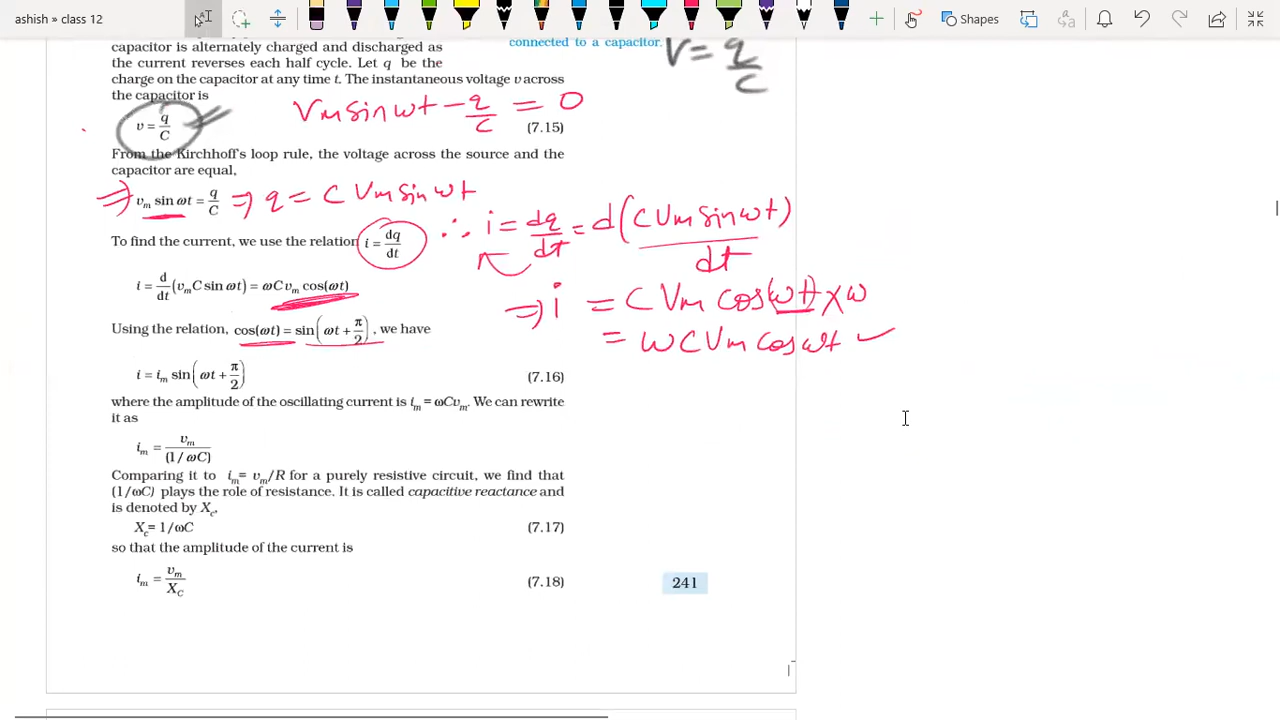 ashish » class 12
Shapes
capacitor is alternately charged and discharged as
the current reverses each half cycle. Let q be the
charge on the capacitor at any time t. The instantaneous voltage v across
the capacitor is
connected to a capacitor.
V = q/C
Vm sin ωt − q/C = 0
v = q/C
(7.15)
From the Kirchhoff's loop rule, the voltage across the source and the
capacitor are equal,
⇒ vm sin ωt = q/C ⇒ q = C Vm sin ωt
To find the current, we use the relation i = dq/dt
∴ i = dq/dt = d(C Vm sin ωt)/dt
i = d/dt (vm C sin ωt) = ωC vm cos(ωt)
⇒ i = C Vm cos(ωt) × ω
Using the relation, cos(ωt) = sin(ωt + π/2), we have
= ωC Vm cos ωt ✓
i = im sin(ωt + π/2)
(7.16)
where the amplitude of the oscillating current is im = ωCvm. We can rewrite
it as
im = vm/(1/ωC)
Comparing it to im= vm/R for a purely resistive circuit, we find that
(1/ωC) plays the role of resistance. It is called capacitive reactance and
is denoted by Xc,
Xc= 1/ωC
(7.17)
so that the amplitude of the current is
im = vm/XC
(7.18)
241